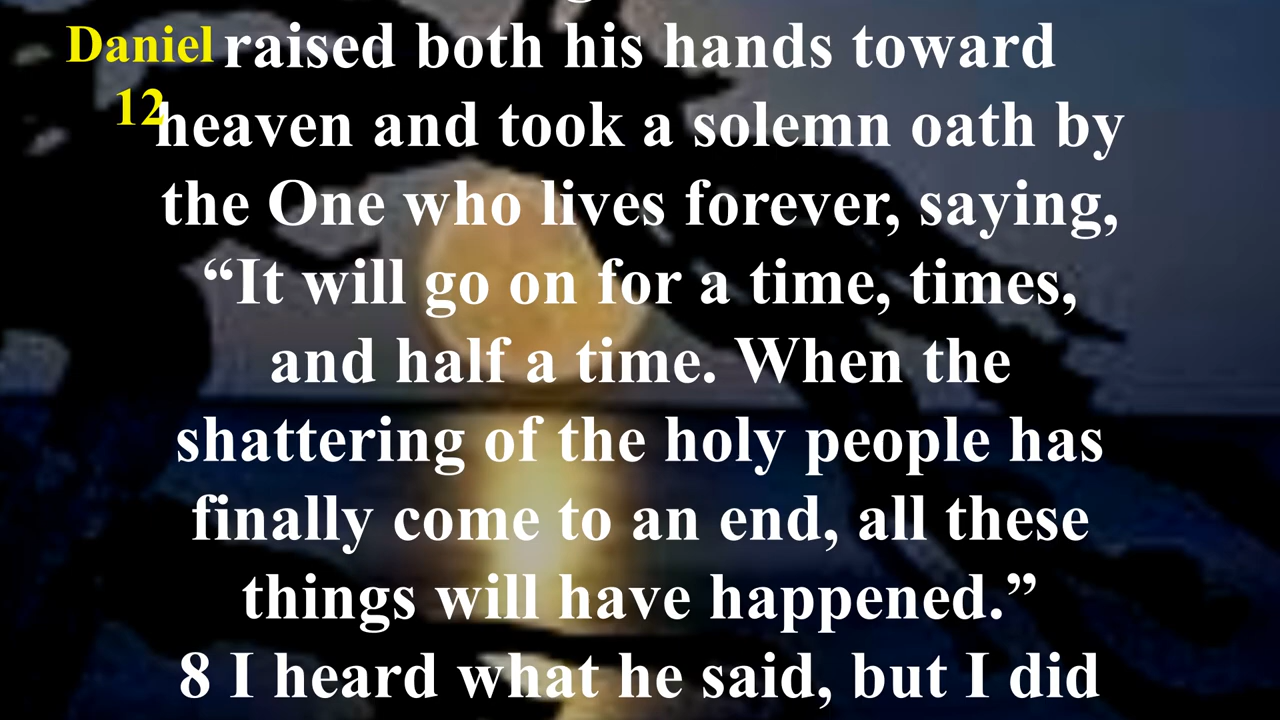 Daniel
12
raised both his hands toward
heaven and took a solemn oath by
the One who lives forever, saying,
“It will go on for a time, times,
and half a time. When the
shattering of the holy people has
finally come to an end, all these
things will have happened.”
8 I heard what he said, but I did